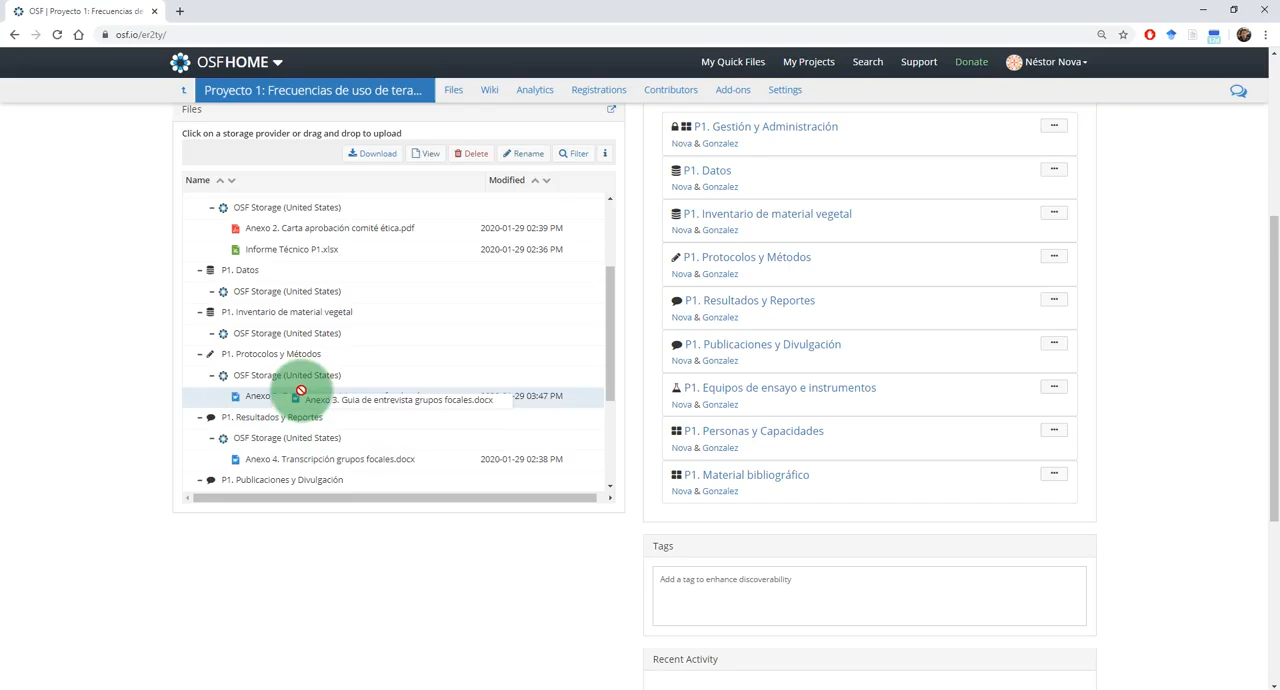 OSF | Proyecto 1: Frecuencias de
osf.io/er2ty/
OSFHOME
My Quick Files
My Projects
Search
Support
Donate
Néstor Nova
Proyecto 1: Frecuencias de uso de tera...
Files
Wiki
Analytics
Registrations
Contributors
Add-ons
Settings
Files
Click on a storage provider or drag and drop to upload
Download
View
Delete
Rename
Filter
i
Name
Modified
OSF Storage (United States)
Anexo 2. Carta aprobación comité ética.pdf 2020-01-29 02:39 PM
Informe Técnico P1.xlsx 2020-01-29 02:36 PM
P1. Datos
OSF Storage (United States)
P1. Inventario de material vegetal
OSF Storage (United States)
P1. Protocolos y Métodos
OSF Storage (United States)
Anexo 03:47 PM
Anexo 3. Guia de entrevista grupos focales.docx
P1. Resultados y Reportes
OSF Storage (United States)
Anexo 4. Transcripción grupos focales.docx 2020-01-29 02:38 PM
P1. Publicaciones y Divulgación
P1. Gestión y Administración
Nova & Gonzalez
P1. Datos
Nova & Gonzalez
P1. Inventario de material vegetal
Nova & Gonzalez
P1. Protocolos y Métodos
Nova & Gonzalez
P1. Resultados y Reportes
Nova & Gonzalez
P1. Publicaciones y Divulgación
Nova & Gonzalez
P1. Equipos de ensayo e instrumentos
Nova & Gonzalez
P1. Personas y Capacidades
Nova & Gonzalez
P1. Material bibliográfico
Nova & Gonzalez
Tags
Add a tag to enhance discoverability
Recent Activity